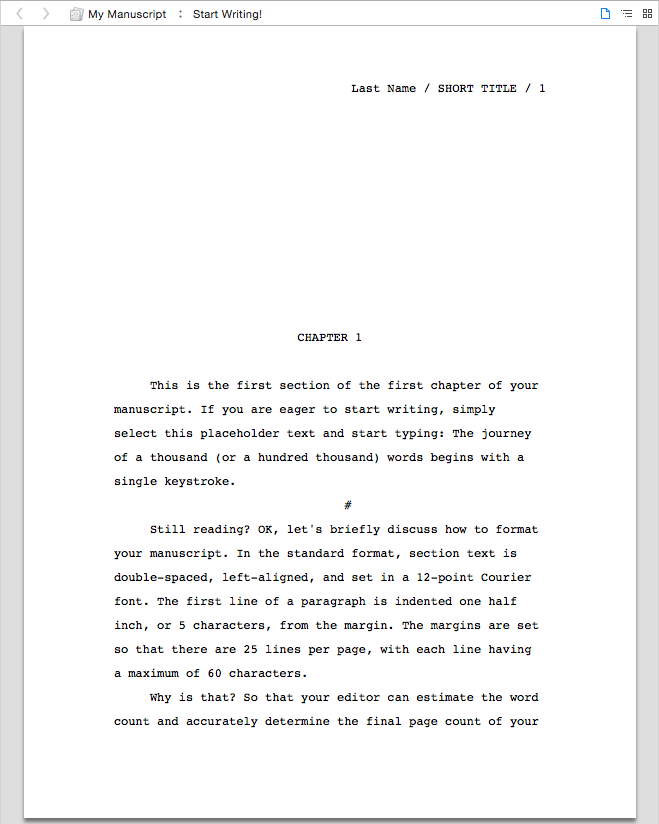 My Manuscript : Start Writing!
Last Name / SHORT TITLE / 1
CHAPTER 1
This is the first section of the first chapter of your
manuscript. If you are eager to start writing, simply
select this placeholder text and start typing: The journey
of a thousand (or a hundred thousand) words begins with a
single keystroke.
#
Still reading? OK, let's briefly discuss how to format
your manuscript. In the standard format, section text is
double-spaced, left-aligned, and set in a 12-point Courier
font. The first line of a paragraph is indented one half
inch, or 5 characters, from the margin. The margins are set
so that there are 25 lines per page, with each line having
a maximum of 60 characters.
Why is that? So that your editor can estimate the word
count and accurately determine the final page count of your